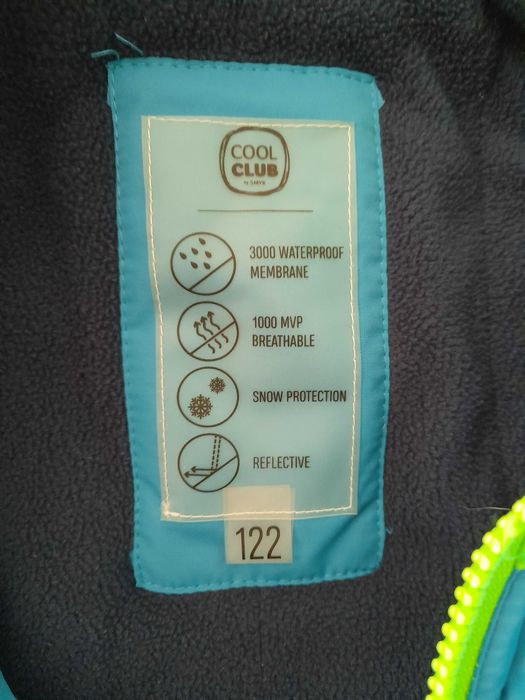 COOL
CLUB
by SMYK
3000 WATERPROOF
MEMBRANE
1000 MVP
BREATHABLE
SNOW PROTECTION
REFLECTIVE
122